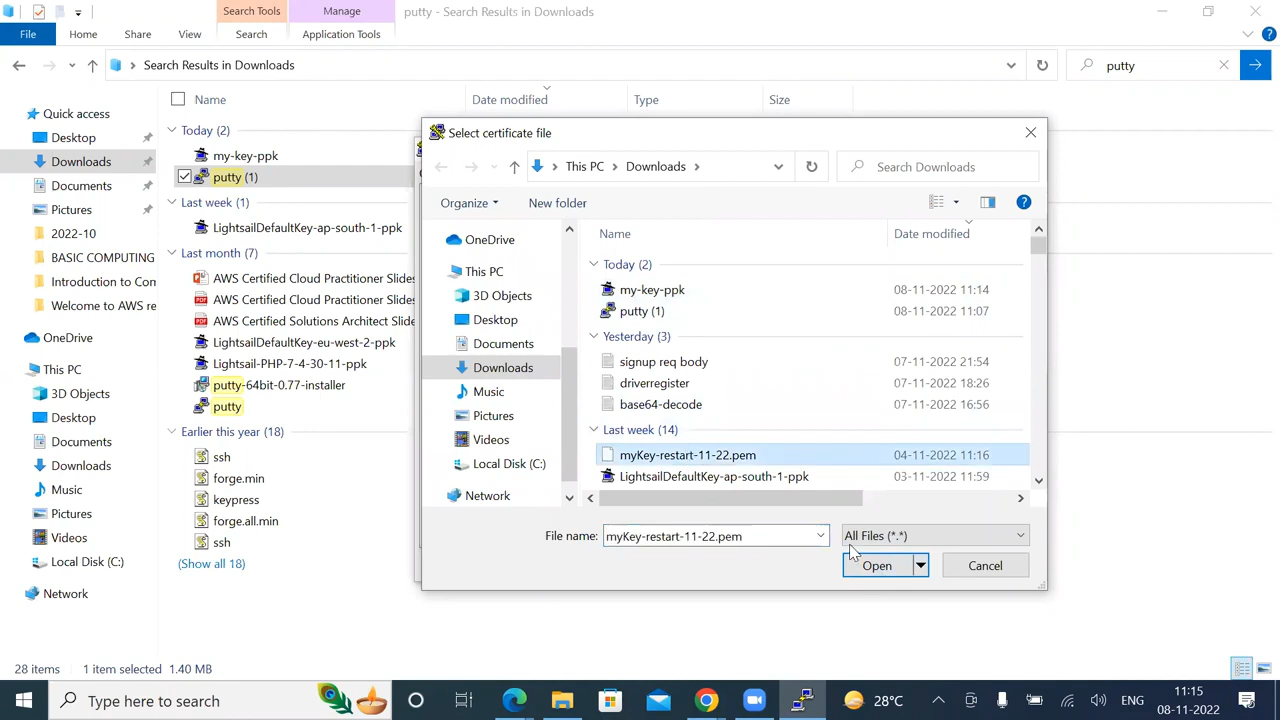 Search Tools
Manage
putty - Search Results in Downloads
File
Home
Share
View
Search
Application Tools
Search Results in Downloads
putty
Name
Date modified
Type
Size
Quick access
Desktop
Downloads
Documents
Pictures
2022-10
BASIC COMPUTING
Introduction to Com
Welcome to AWS re
OneDrive
This PC
3D Objects
Desktop
Documents
Downloads
Music
Pictures
Videos
Local Disk (C:)
Network
Today (2)
my-key-ppk
putty (1)
Last week (1)
LightsailDefaultKey-ap-south-1-ppk
Last month (7)
AWS Certified Cloud Practitioner Slides
AWS Certified Cloud Practitioner Slides
AWS Certified Solutions Architect Slide
LightsailDefaultKey-eu-west-2-ppk
Lightsail-PHP-7-4-30-11-ppk
putty-64bit-0.77-installer
putty
Earlier this year (18)
ssh
forge.min
keypress
forge.all.min
ssh
(Show all 18)
Select certificate file
This PC
Downloads
Search Downloads
Organize
New folder
OneDrive
This PC
3D Objects
Desktop
Documents
Downloads
Music
Pictures
Videos
Local Disk (C:)
Network
Name
Date modified
Today (2)
my-key-ppk 08-11-2022 11:14
putty (1) 08-11-2022 11:07
Yesterday (3)
signup req body 07-11-2022 21:54
driverregister 07-11-2022 18:26
base64-decode 07-11-2022 16:56
Last week (14)
myKey-restart-11-22.pem 04-11-2022 11:16
LightsailDefaultKey-ap-south-1-ppk 03-11-2022 11:59
File name: myKey-restart-11-22.pem
All Files (*.*)
Open
Cancel
28 items
1 item selected 1.40 MB
Type here to search
28°C
ENG
11:15
08-11-2022